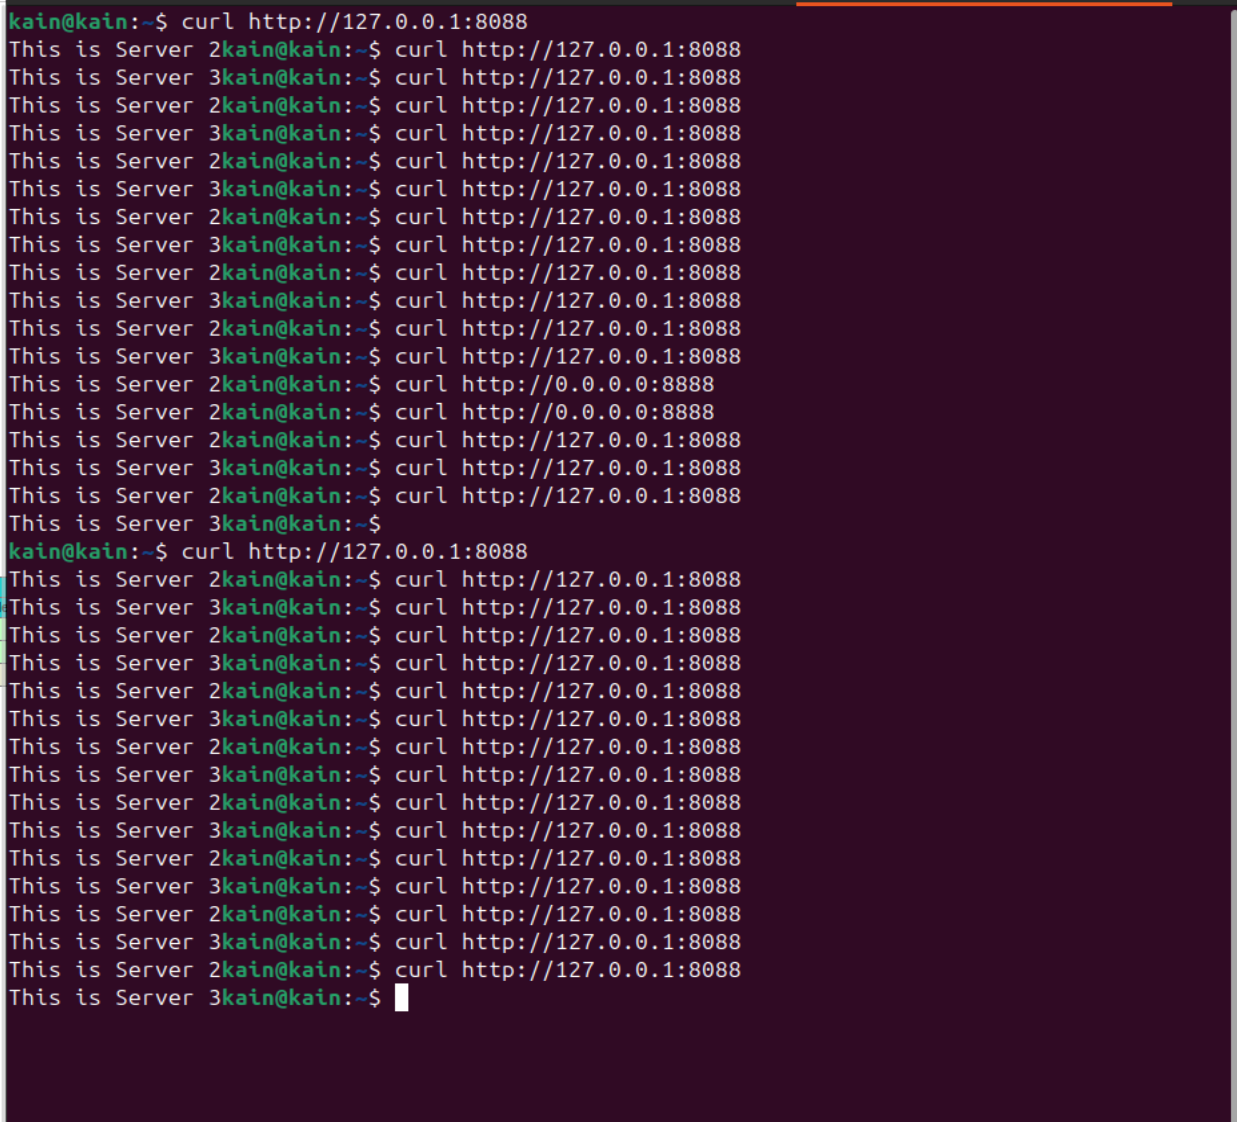 kain@kain:~$ curl http://127.0.0.1:8088
This is Server 2kain@kain:~$ curl http://127.0.0.1:8088
This is Server 3kain@kain:~$ curl http://127.0.0.1:8088
This is Server 2kain@kain:~$ curl http://127.0.0.1:8088
This is Server 3kain@kain:~$ curl http://127.0.0.1:8088
This is Server 2kain@kain:~$ curl http://127.0.0.1:8088
This is Server 3kain@kain:~$ curl http://127.0.0.1:8088
This is Server 2kain@kain:~$ curl http://127.0.0.1:8088
This is Server 3kain@kain:~$ curl http://127.0.0.1:8088
This is Server 2kain@kain:~$ curl http://127.0.0.1:8088
This is Server 3kain@kain:~$ curl http://127.0.0.1:8088
This is Server 2kain@kain:~$ curl http://127.0.0.1:8088
This is Server 3kain@kain:~$ curl http://127.0.0.1:8088
This is Server 2kain@kain:~$ curl http://0.0.0.0:8888
This is Server 2kain@kain:~$ curl http://0.0.0.0:8888
This is Server 2kain@kain:~$ curl http://127.0.0.1:8088
This is Server 3kain@kain:~$ curl http://127.0.0.1:8088
This is Server 2kain@kain:~$ curl http://127.0.0.1:8088
This is Server 3kain@kain:~$
kain@kain:~$ curl http://127.0.0.1:8088
This is Server 2kain@kain:~$ curl http://127.0.0.1:8088
This is Server 3kain@kain:~$ curl http://127.0.0.1:8088
This is Server 2kain@kain:~$ curl http://127.0.0.1:8088
This is Server 3kain@kain:~$ curl http://127.0.0.1:8088
This is Server 2kain@kain:~$ curl http://127.0.0.1:8088
This is Server 3kain@kain:~$ curl http://127.0.0.1:8088
This is Server 2kain@kain:~$ curl http://127.0.0.1:8088
This is Server 3kain@kain:~$ curl http://127.0.0.1:8088
This is Server 2kain@kain:~$ curl http://127.0.0.1:8088
This is Server 3kain@kain:~$ curl http://127.0.0.1:8088
This is Server 2kain@kain:~$ curl http://127.0.0.1:8088
This is Server 3kain@kain:~$ curl http://127.0.0.1:8088
This is Server 2kain@kain:~$ curl http://127.0.0.1:8088
This is Server 3kain@kain:~$ curl http://127.0.0.1:8088
This is Server 2kain@kain:~$ curl http://127.0.0.1:8088
This is Server 3kain@kain:~$